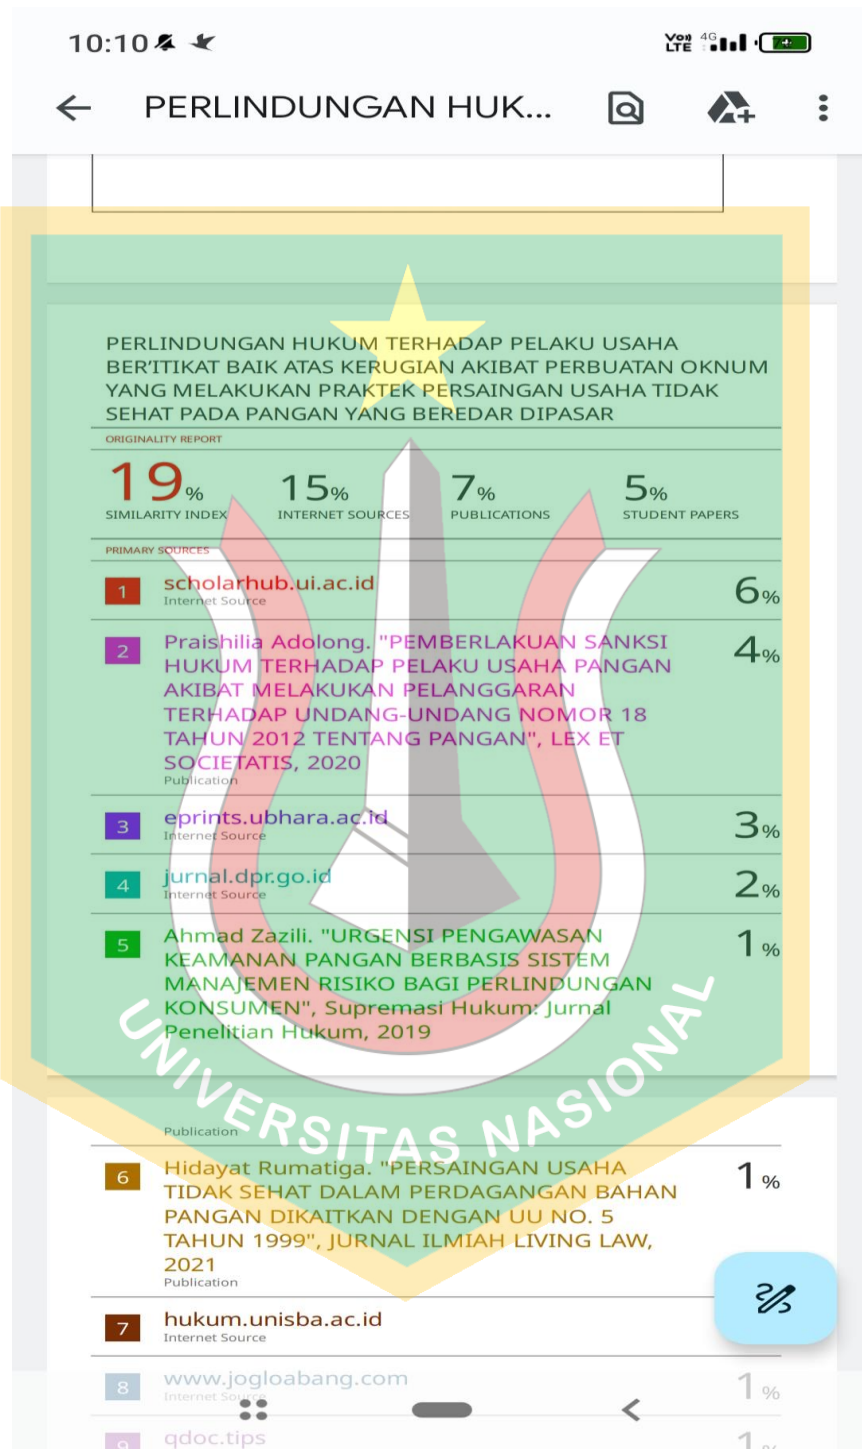 10:10
Vo))
LTE
4G
PERLINDUNGAN HUK...
PERLINDUNGAN HUKUM TERHADAP PELAKU USAHA
BER'ITIKAT BAIK ATAS KERUGIAN AKIBAT PERBUATAN OKNUM
YANG MELAKUKAN PRAKTEK PERSAINGAN USAHA TIDAK
SEHAT PADA PANGAN YANG BEREDAR DIPASAR
ORIGINALITY REPORT
19% 15% 7% 5%
SIMILARITY INDEX INTERNET SOURCES PUBLICATIONS STUDENT PAPERS
PRIMARY SOURCES
1 scholarhub.ui.ac.id 6%
Internet Source
2 Praishilia Adolong. "PEMBERLAKUAN SANKSI 4%
HUKUM TERHADAP PELAKU USAHA PANGAN
AKIBAT MELAKUKAN PELANGGARAN
TERHADAP UNDANG-UNDANG NOMOR 18
TAHUN 2012 TENTANG PANGAN", LEX ET
SOCIETATIS, 2020
Publication
3 eprints.ubhara.ac.id 3%
Internet Source
4 jurnal.dpr.go.id 2%
Internet Source
5 Ahmad Zazili. "URGENSI PENGAWASAN 1%
KEAMANAN PANGAN BERBASIS SISTEM
MANAJEMEN RISIKO BAGI PERLINDUNGAN
KONSUMEN", Supremasi Hukum: Jurnal
Penelitian Hukum, 2019
UNIVERSITAS NASIONAL
Publication
6 Hidayat Rumatiga. "PERSAINGAN USAHA 1%
TIDAK SEHAT DALAM PERDAGANGAN BAHAN
PANGAN DIKAITKAN DENGAN UU NO. 5
TAHUN 1999", JURNAL ILMIAH LIVING LAW,
2021
Publication
7 hukum.unisba.ac.id
Internet Source
8 www.jogloabang.com 1%
Internet Source
9 qdoc.tips 1%